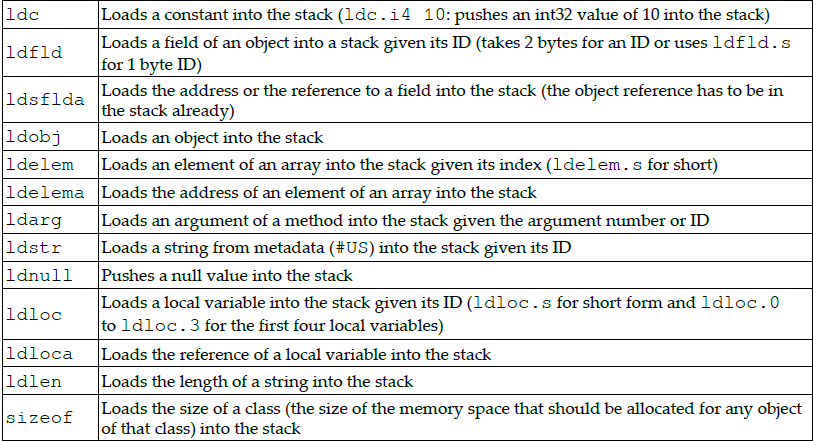 ldc Loads a constant into the stack (ldc.i4 10: pushes an int32 value of 10 into the stack)
Loads a field of an object into a stack given its ID (takes 2 bytes for an ID or uses ldfld.s
ldfld
for 1 byte ID)
Loads the address or the reference to a field into the stack (the object reference has to be in
ldsflda
the stack already)
ldobj Loads an object into the stack
ldelem Loads an element of an array into the stack given its index (ldelem.s for short)
ldelema Loads the address of an element of an array into the stack
ldarg Loads an argument of a method into the stack given the argument number or ID
ldstr Loads a string from metadata (#US) into the stack given its ID
ldnull Pushes a null value into the stack
Loads a local variable into the stack given its ID (ldloc.s for short form and ldloc.0
ldloc
to ldloc.3 for the first four local variables)
ldloca Loads the reference of a local variable into the stack
ldlen Loads the length of a string into the stack
Loads the size of a class (the size of the memory space that should be allocated for any object
sizeof
of that class) into the stack